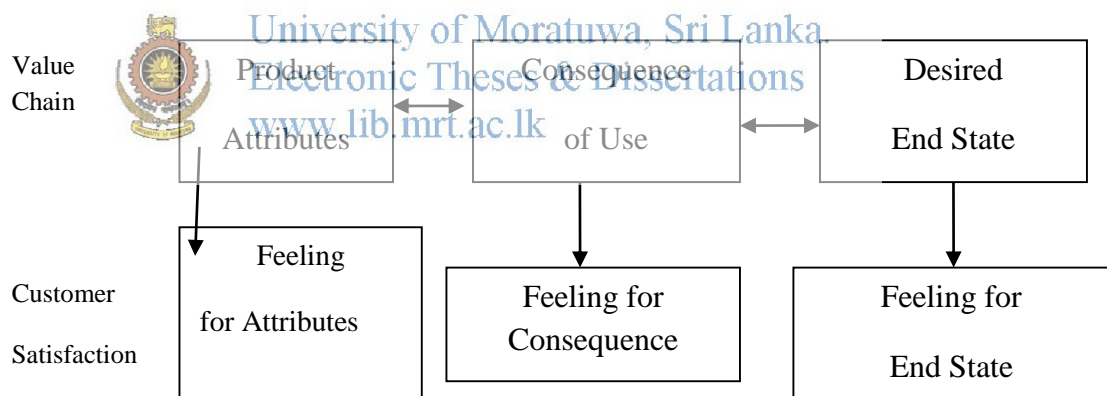 University of Moratuwa, Sri Lanka.
Electronic Theses & Dissertations
www.lib.mrt.ac.lk
Value
Chain
Product
Attributes
Consequence
of Use
Desired
End State
Customer
Satisfaction
Feeling
for Attributes
Feeling for
Consequence
Feeling for
End State